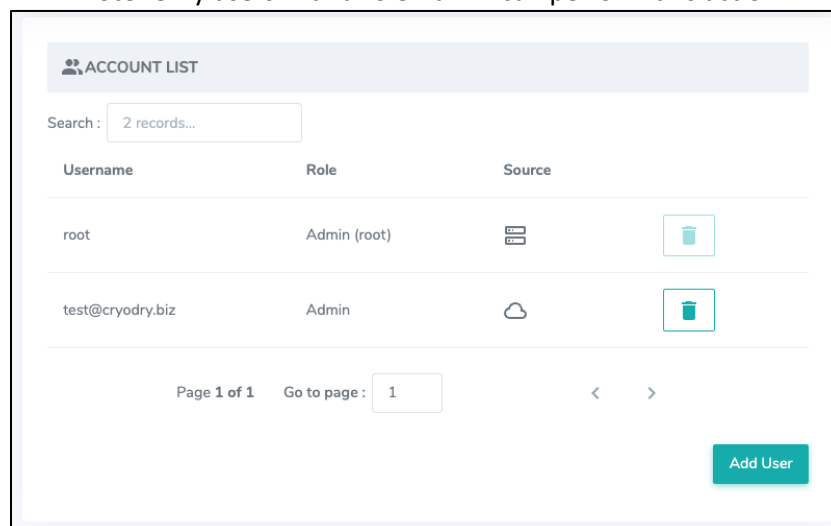 ACCOUNT LIST
Search : 2 records...
Username Role Source
root Admin (root)
test@cryodry.biz Admin
Page 1 of 1 Go to page : 1
Add User